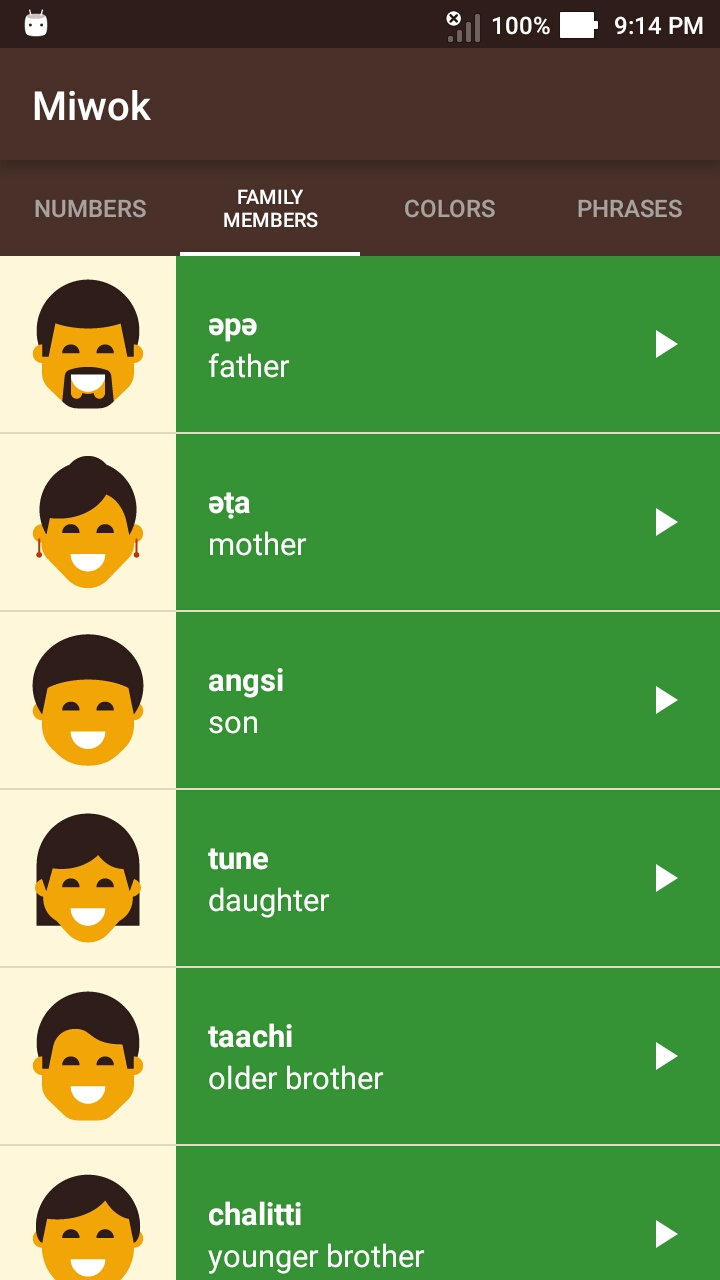 100% 9:14 PM
Miwok
NUMBERS
FAMILY
MEMBERS
COLORS
PHRASES
əpə
father
əṭa
mother
angsi
son
tune
daughter
taachi
older brother
chalitti
younger brother